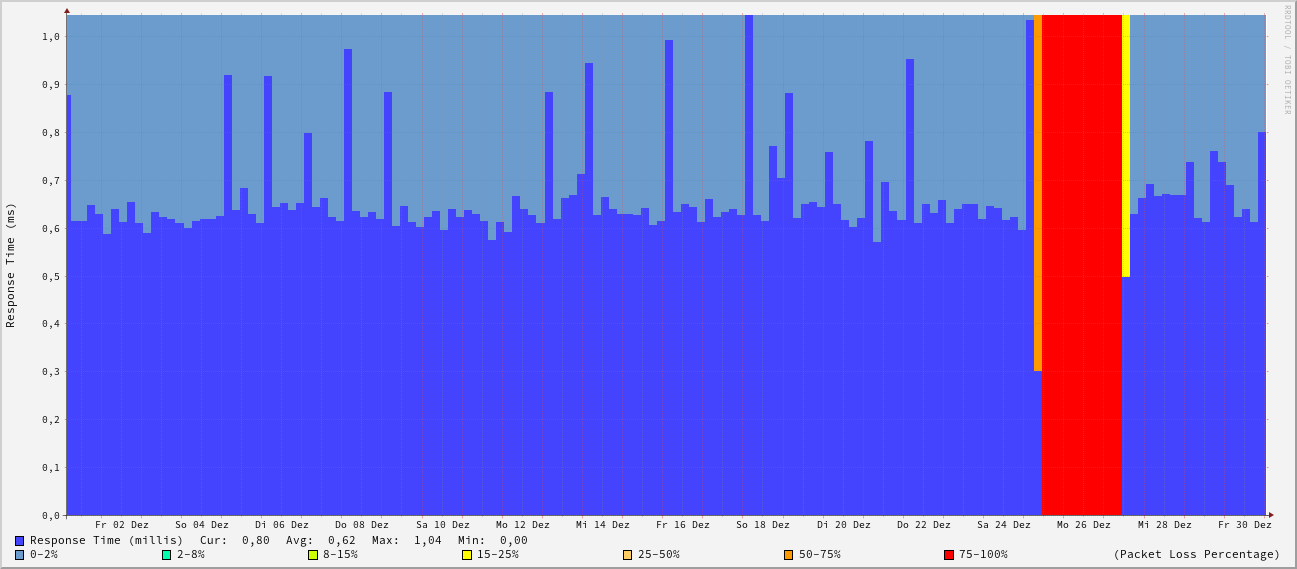 RRDTOOL / TOBI OETIKER
Response Time (ms)
1,0
0,9
0,8
0,7
0,6
0,5
0,4
0,3
0,2
0,1
0,0
Fr 02 Dez So 04 Dez Di 06 Dez Do 08 Dez Sa 10 Dez Mo 12 Dez Mi 14 Dez Fr 16 Dez So 18 Dez Di 20 Dez Do 22 Dez Sa 24 Dez Mo 26 Dez Mi 28 Dez Fr 30 Dez
Response Time (millis) Cur: 0,80 Avg: 0,62 Max: 1,04 Min: 0,00
0-2% 2-8% 8-15% 15-25% 25-50% 50-75% 75-100% (Packet Loss Percentage)